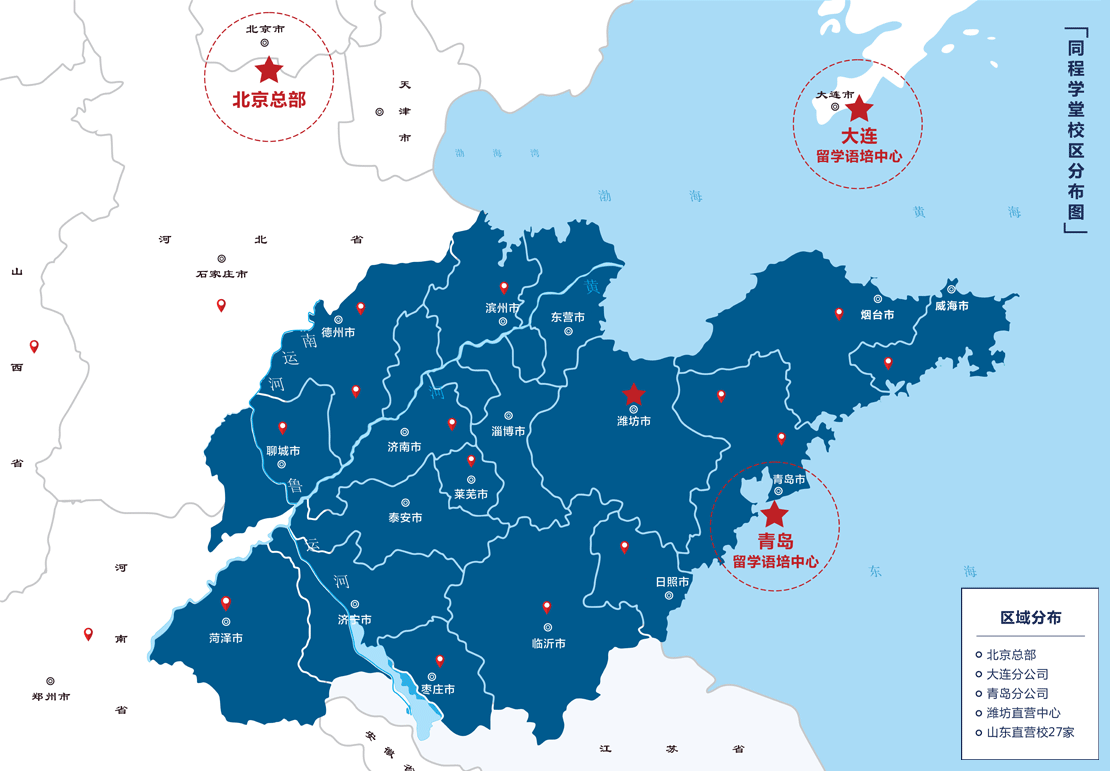 同程学堂校区分布图
北京市
北京总部
天津市
大连市
大连
留学语培中心
渤海湾
渤海
黄海
河北省
石家庄市
山西省
滨州市
东营市
黄
德州市
南
运
河
烟台市
威海市
河
潍坊市
淄博市
济南市
聊城市
莱芜市
青岛市
鲁
泰安市
青岛
留学语培中心
运
河
东海
日照市
济宁市
菏泽市
临沂市
枣庄市
河南省
郑州市
安徽省
江苏省
区域分布
北京总部
大连分公司
青岛分公司
潍坊直营中心
山东直营校27家